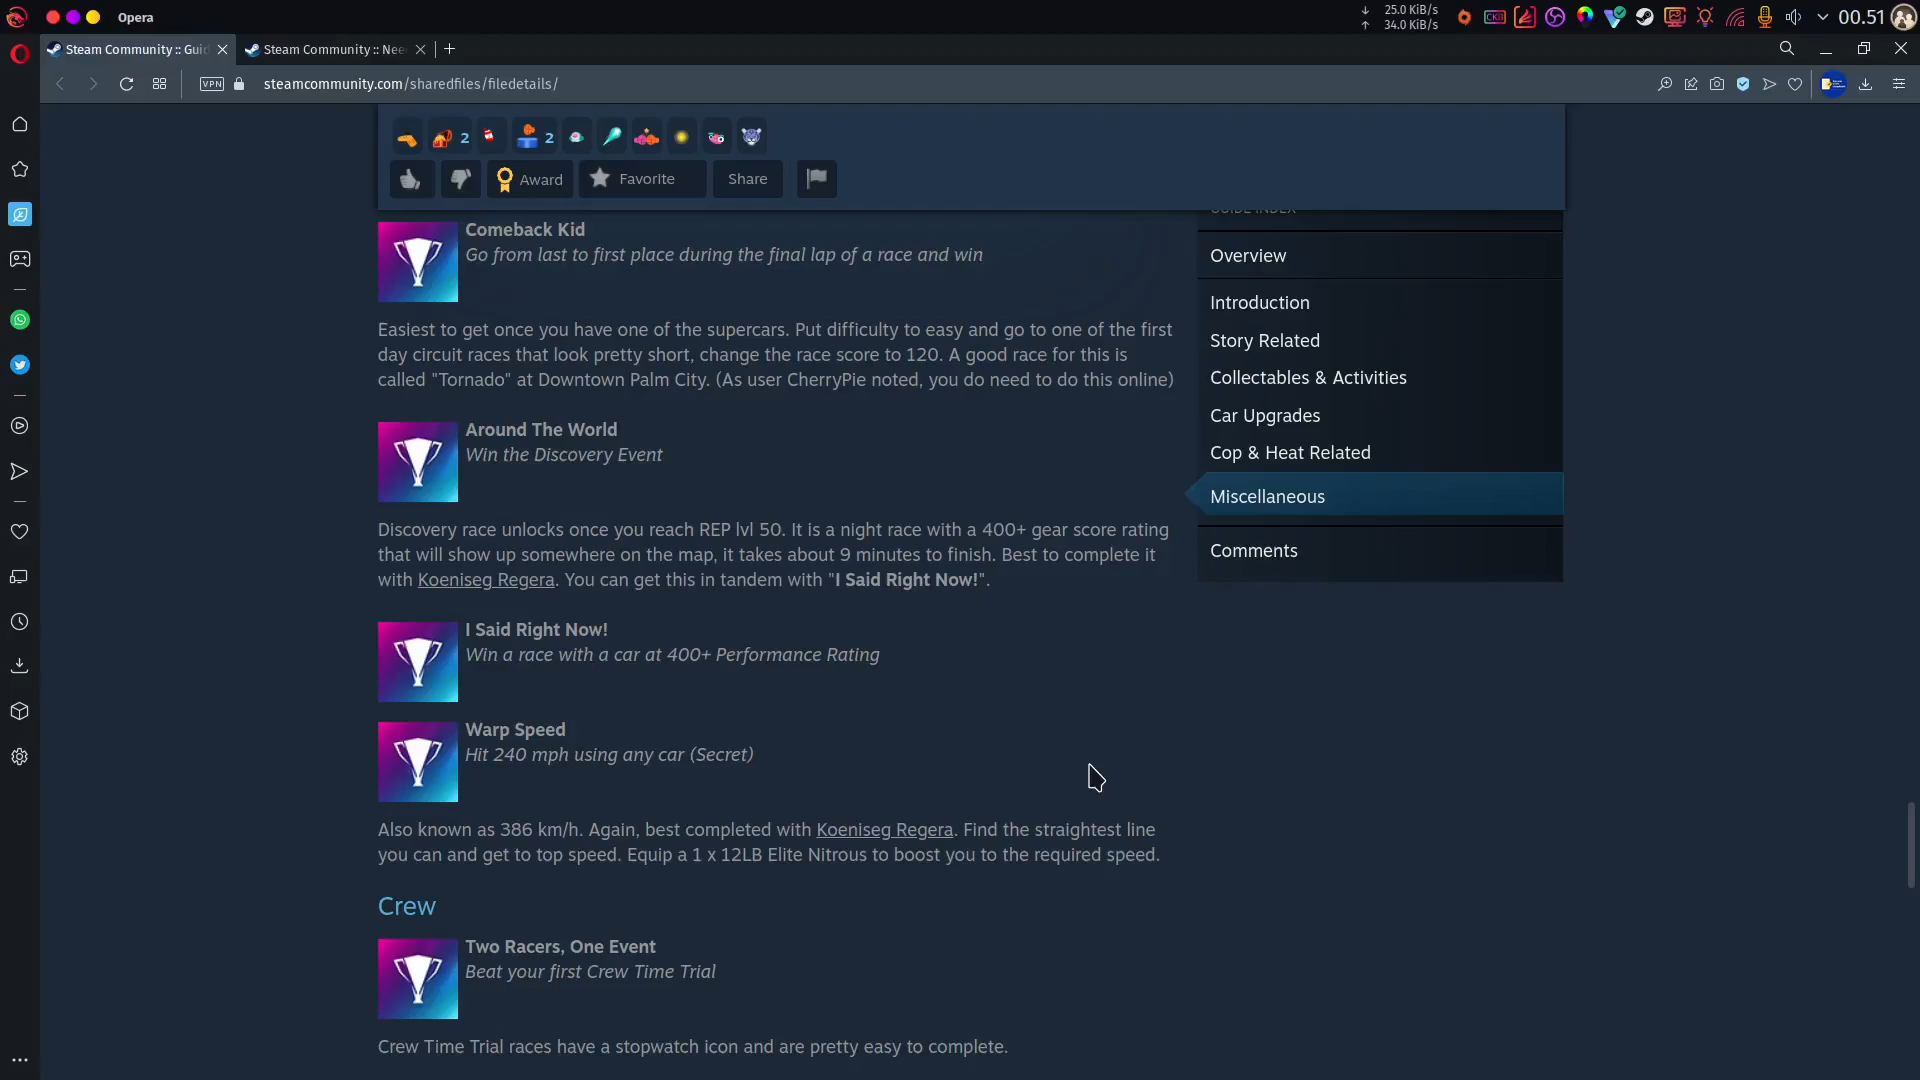 Opera
25.0 KiB/s
34.0 KiB/s
00.51
Steam Community :: Guid
Steam Community :: Nee
VPN
steamcommunity.com/sharedfiles/filedetails/
2
2
Award
Favorite
Share
GUIDE INDEX
Comeback Kid
Go from last to first place during the final lap of a race and win
Easiest to get once you have one of the supercars. Put difficulty to easy and go to one of the first
day circuit races that look pretty short, change the race score to 120. A good race for this is
called "Tornado" at Downtown Palm City. (As user CherryPie noted, you do need to do this online)
Around The World
Win the Discovery Event
Discovery race unlocks once you reach REP lvl 50. It is a night race with a 400+ gear score rating
that will show up somewhere on the map, it takes about 9 minutes to finish. Best to complete it
with Koeniseg Regera. You can get this in tandem with "I Said Right Now!".
I Said Right Now!
Win a race with a car at 400+ Performance Rating
Warp Speed
Hit 240 mph using any car (Secret)
Also known as 386 km/h. Again, best completed with Koeniseg Regera. Find the straightest line
you can and get to top speed. Equip a 1 x 12LB Elite Nitrous to boost you to the required speed.
Crew
Two Racers, One Event
Beat your first Crew Time Trial
Crew Time Trial races have a stopwatch icon and are pretty easy to complete.
Overview
Introduction
Story Related
Collectables & Activities
Car Upgrades
Cop & Heat Related
Miscellaneous
Comments